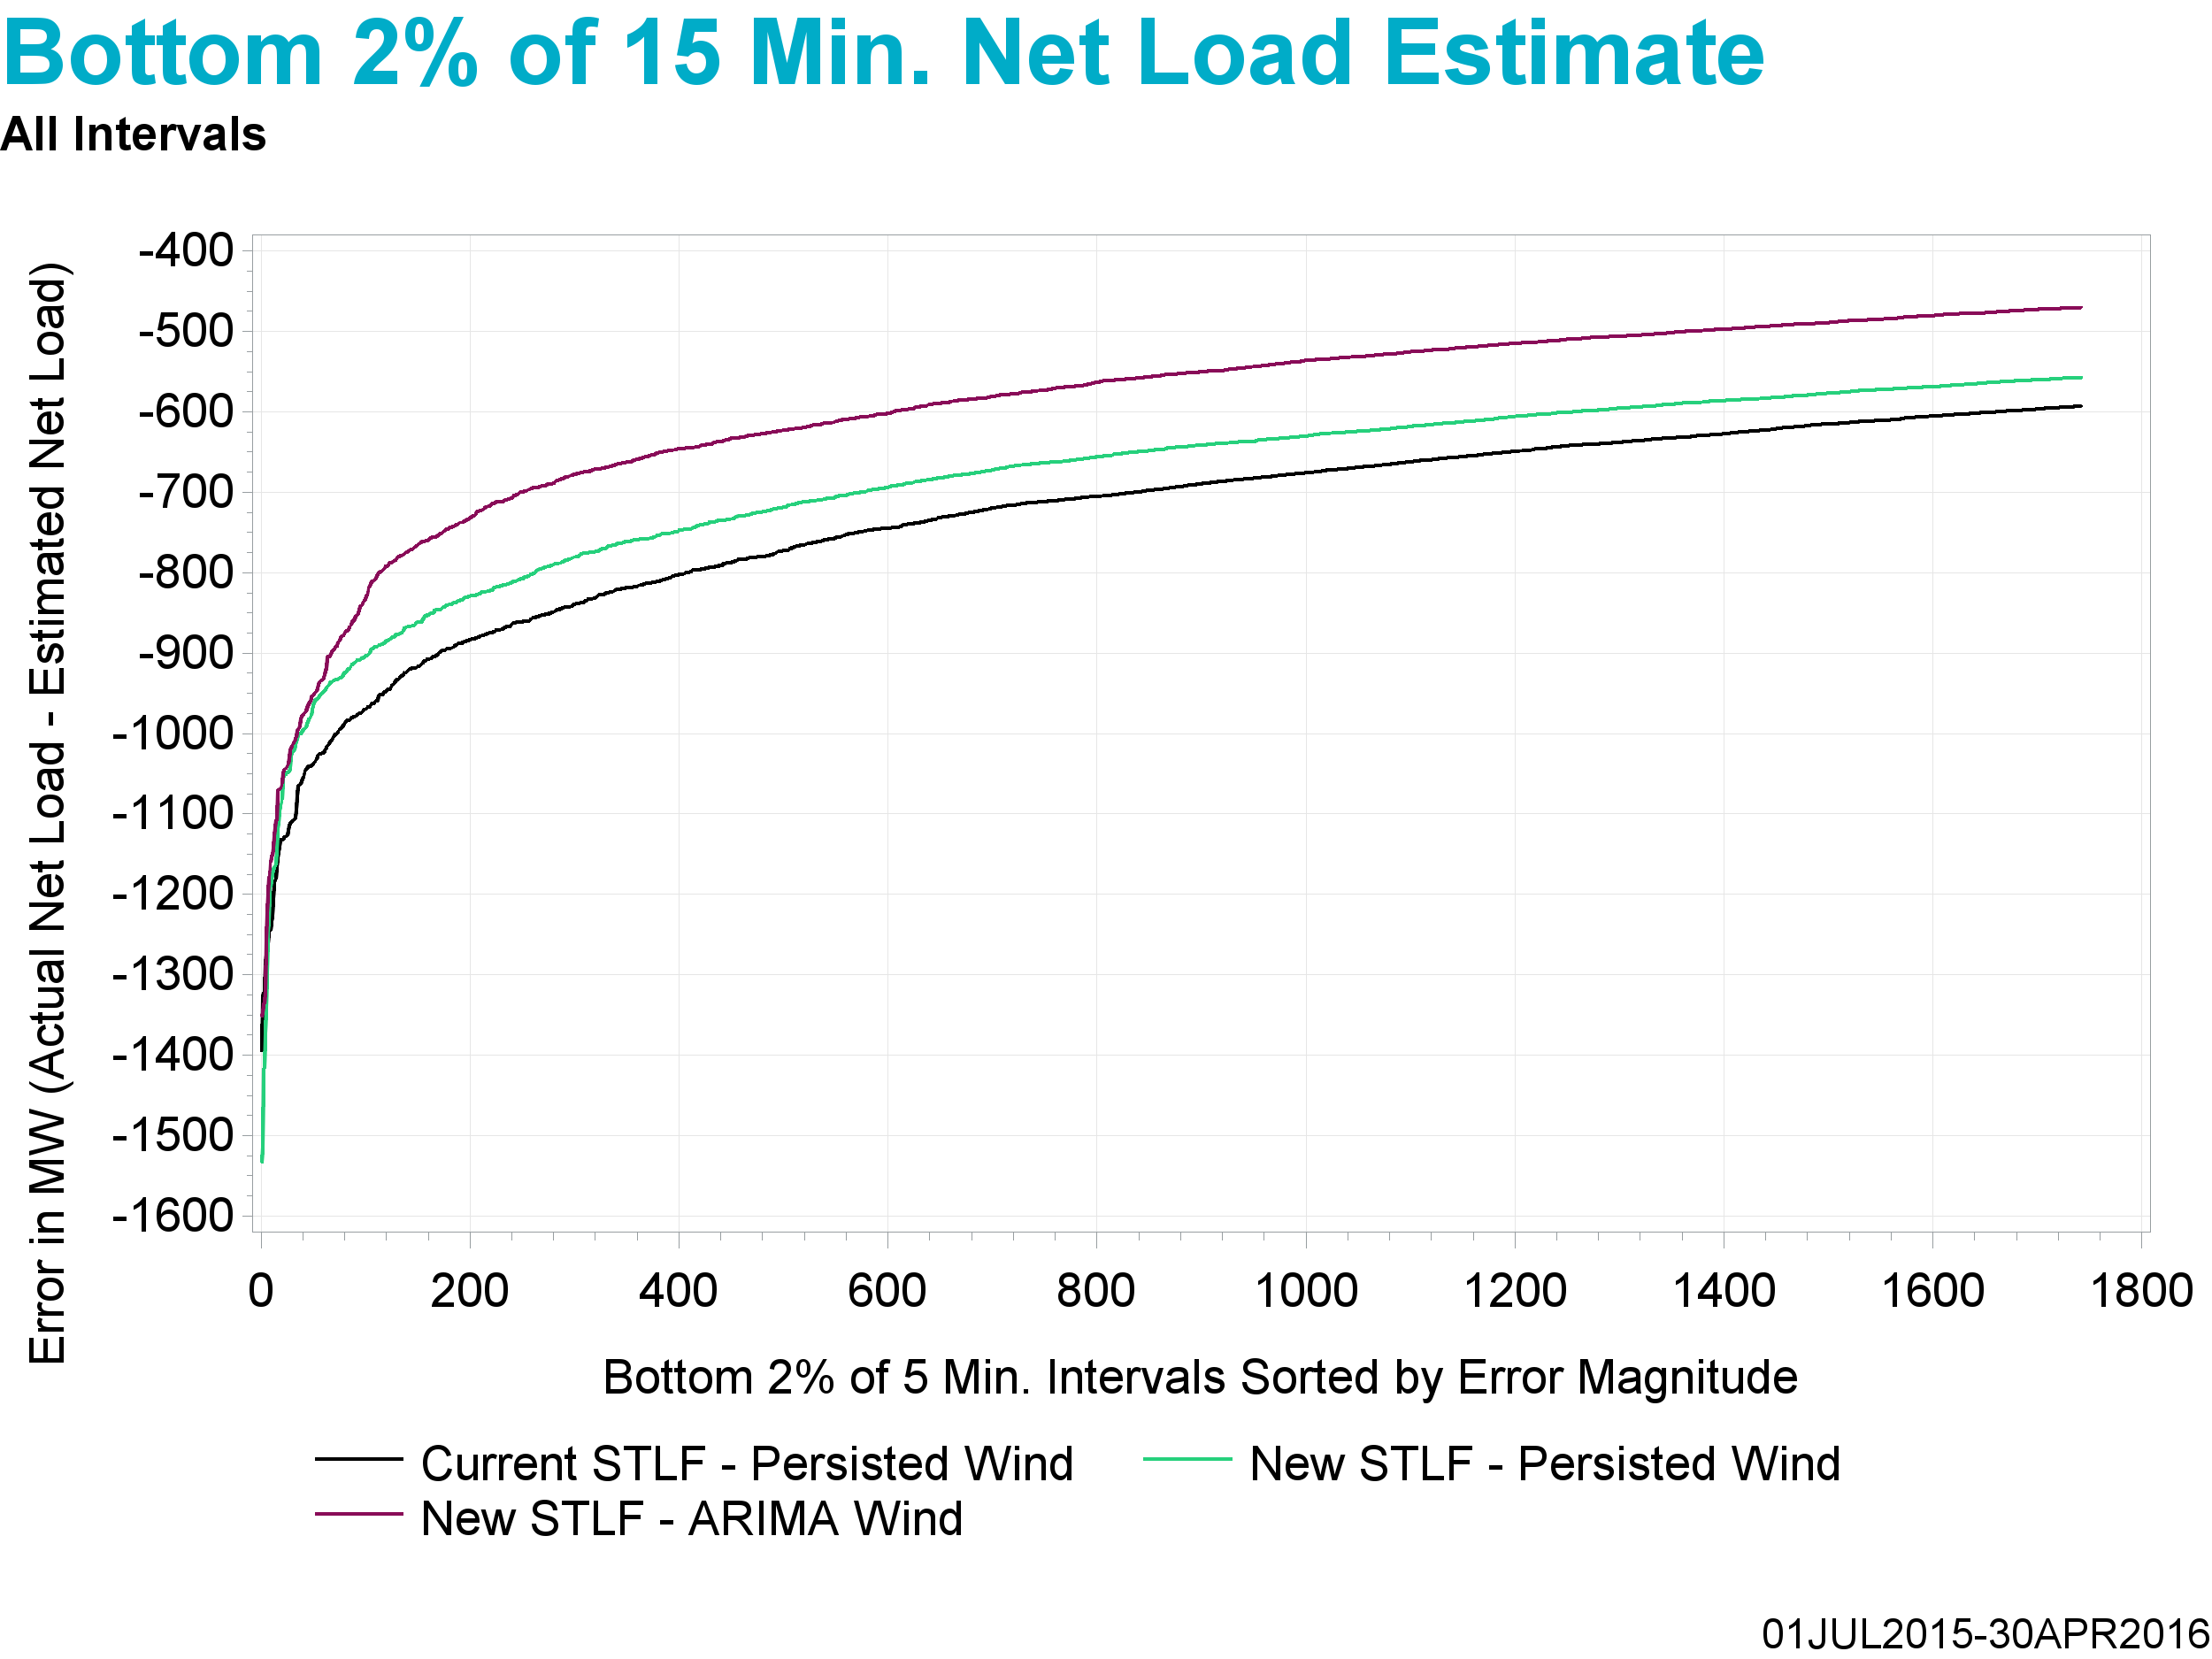 Bottom 2% of 15 Min. Net Load Estimate
All Intervals
Error in MW (Actual Net Load - Estimated Net Load)
-400
-500
-600
-700
-800
-900
-1000
-1100
-1200
-1300
-1400
-1500
-1600
0 200 400 600 800 1000 1200 1400 1600 1800
Bottom 2% of 5 Min. Intervals Sorted by Error Magnitude
Current STLF - Persisted Wind New STLF - Persisted Wind
New STLF - ARIMA Wind
01JUL2015-30APR2016